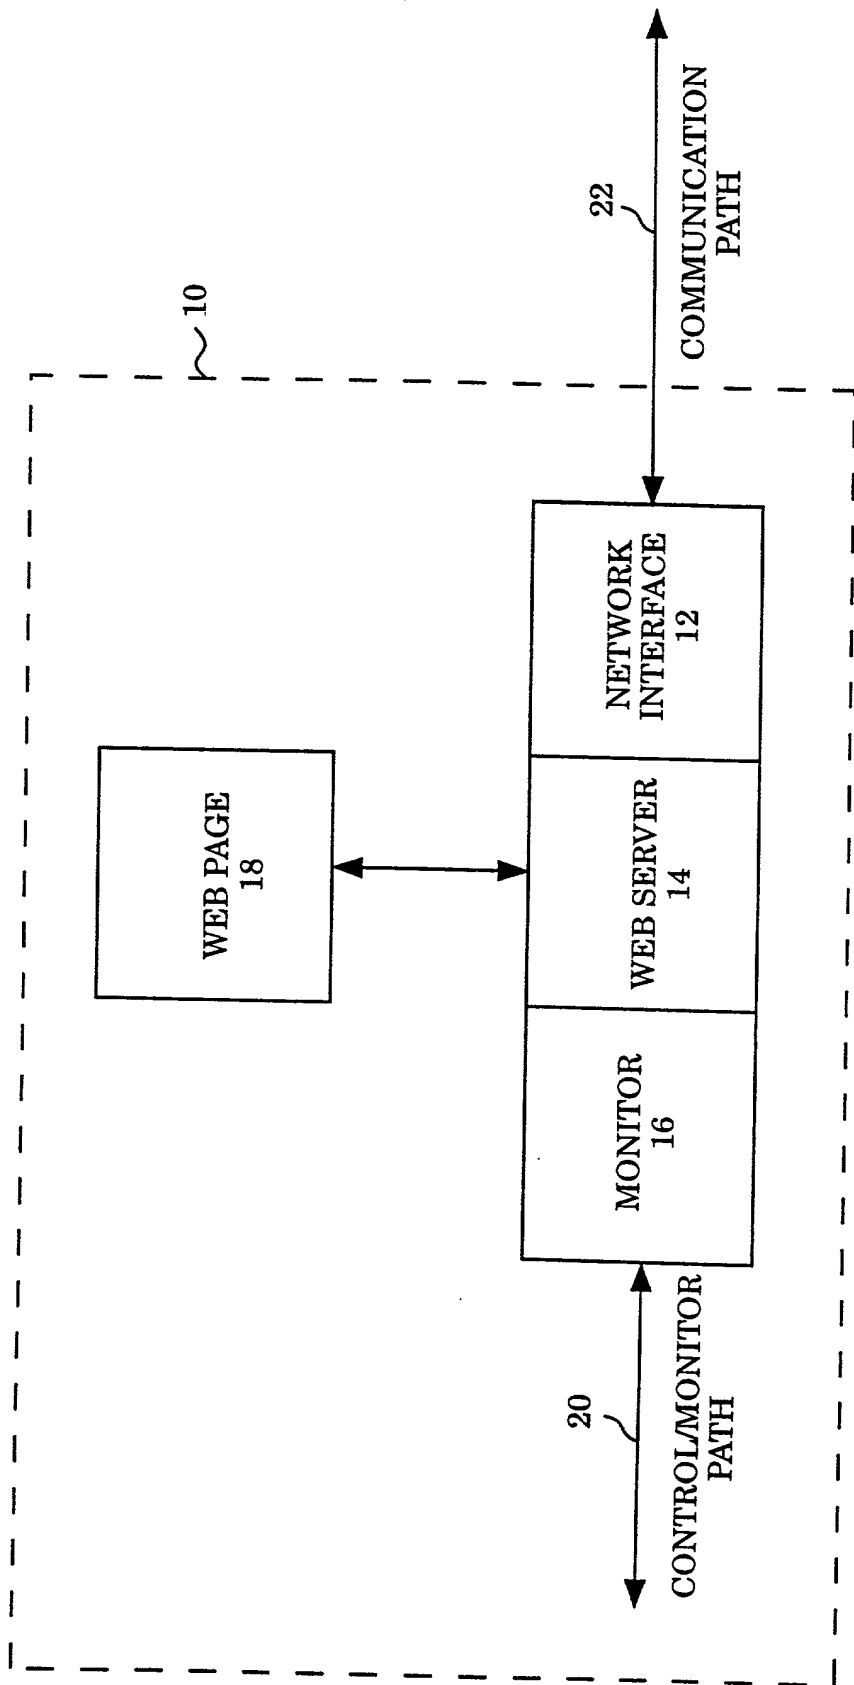 10
WEB PAGE
18
20
CONTROL/MONITOR
PATH
MONITOR
16
WEB SERVER
14
NETWORK
INTERFACE
12
22
COMMUNICATION
PATH